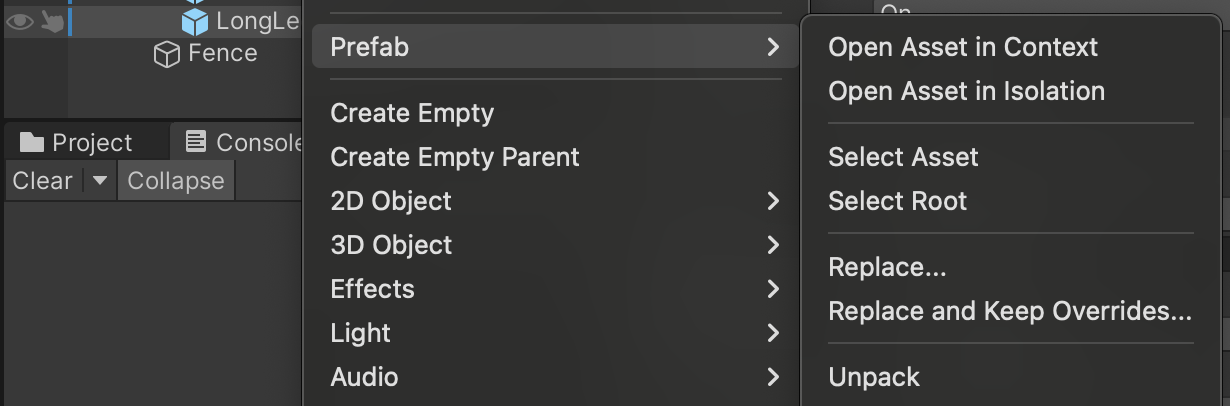 LongLe
Fence
Project
Console
Clear
Collapse
Prefab
Create Empty
Create Empty Parent
2D Object
3D Object
Effects
Light
Audio
On
Open Asset in Context
Open Asset in Isolation
Select Asset
Select Root
Replace...
Replace and Keep Overrides...
Unpack